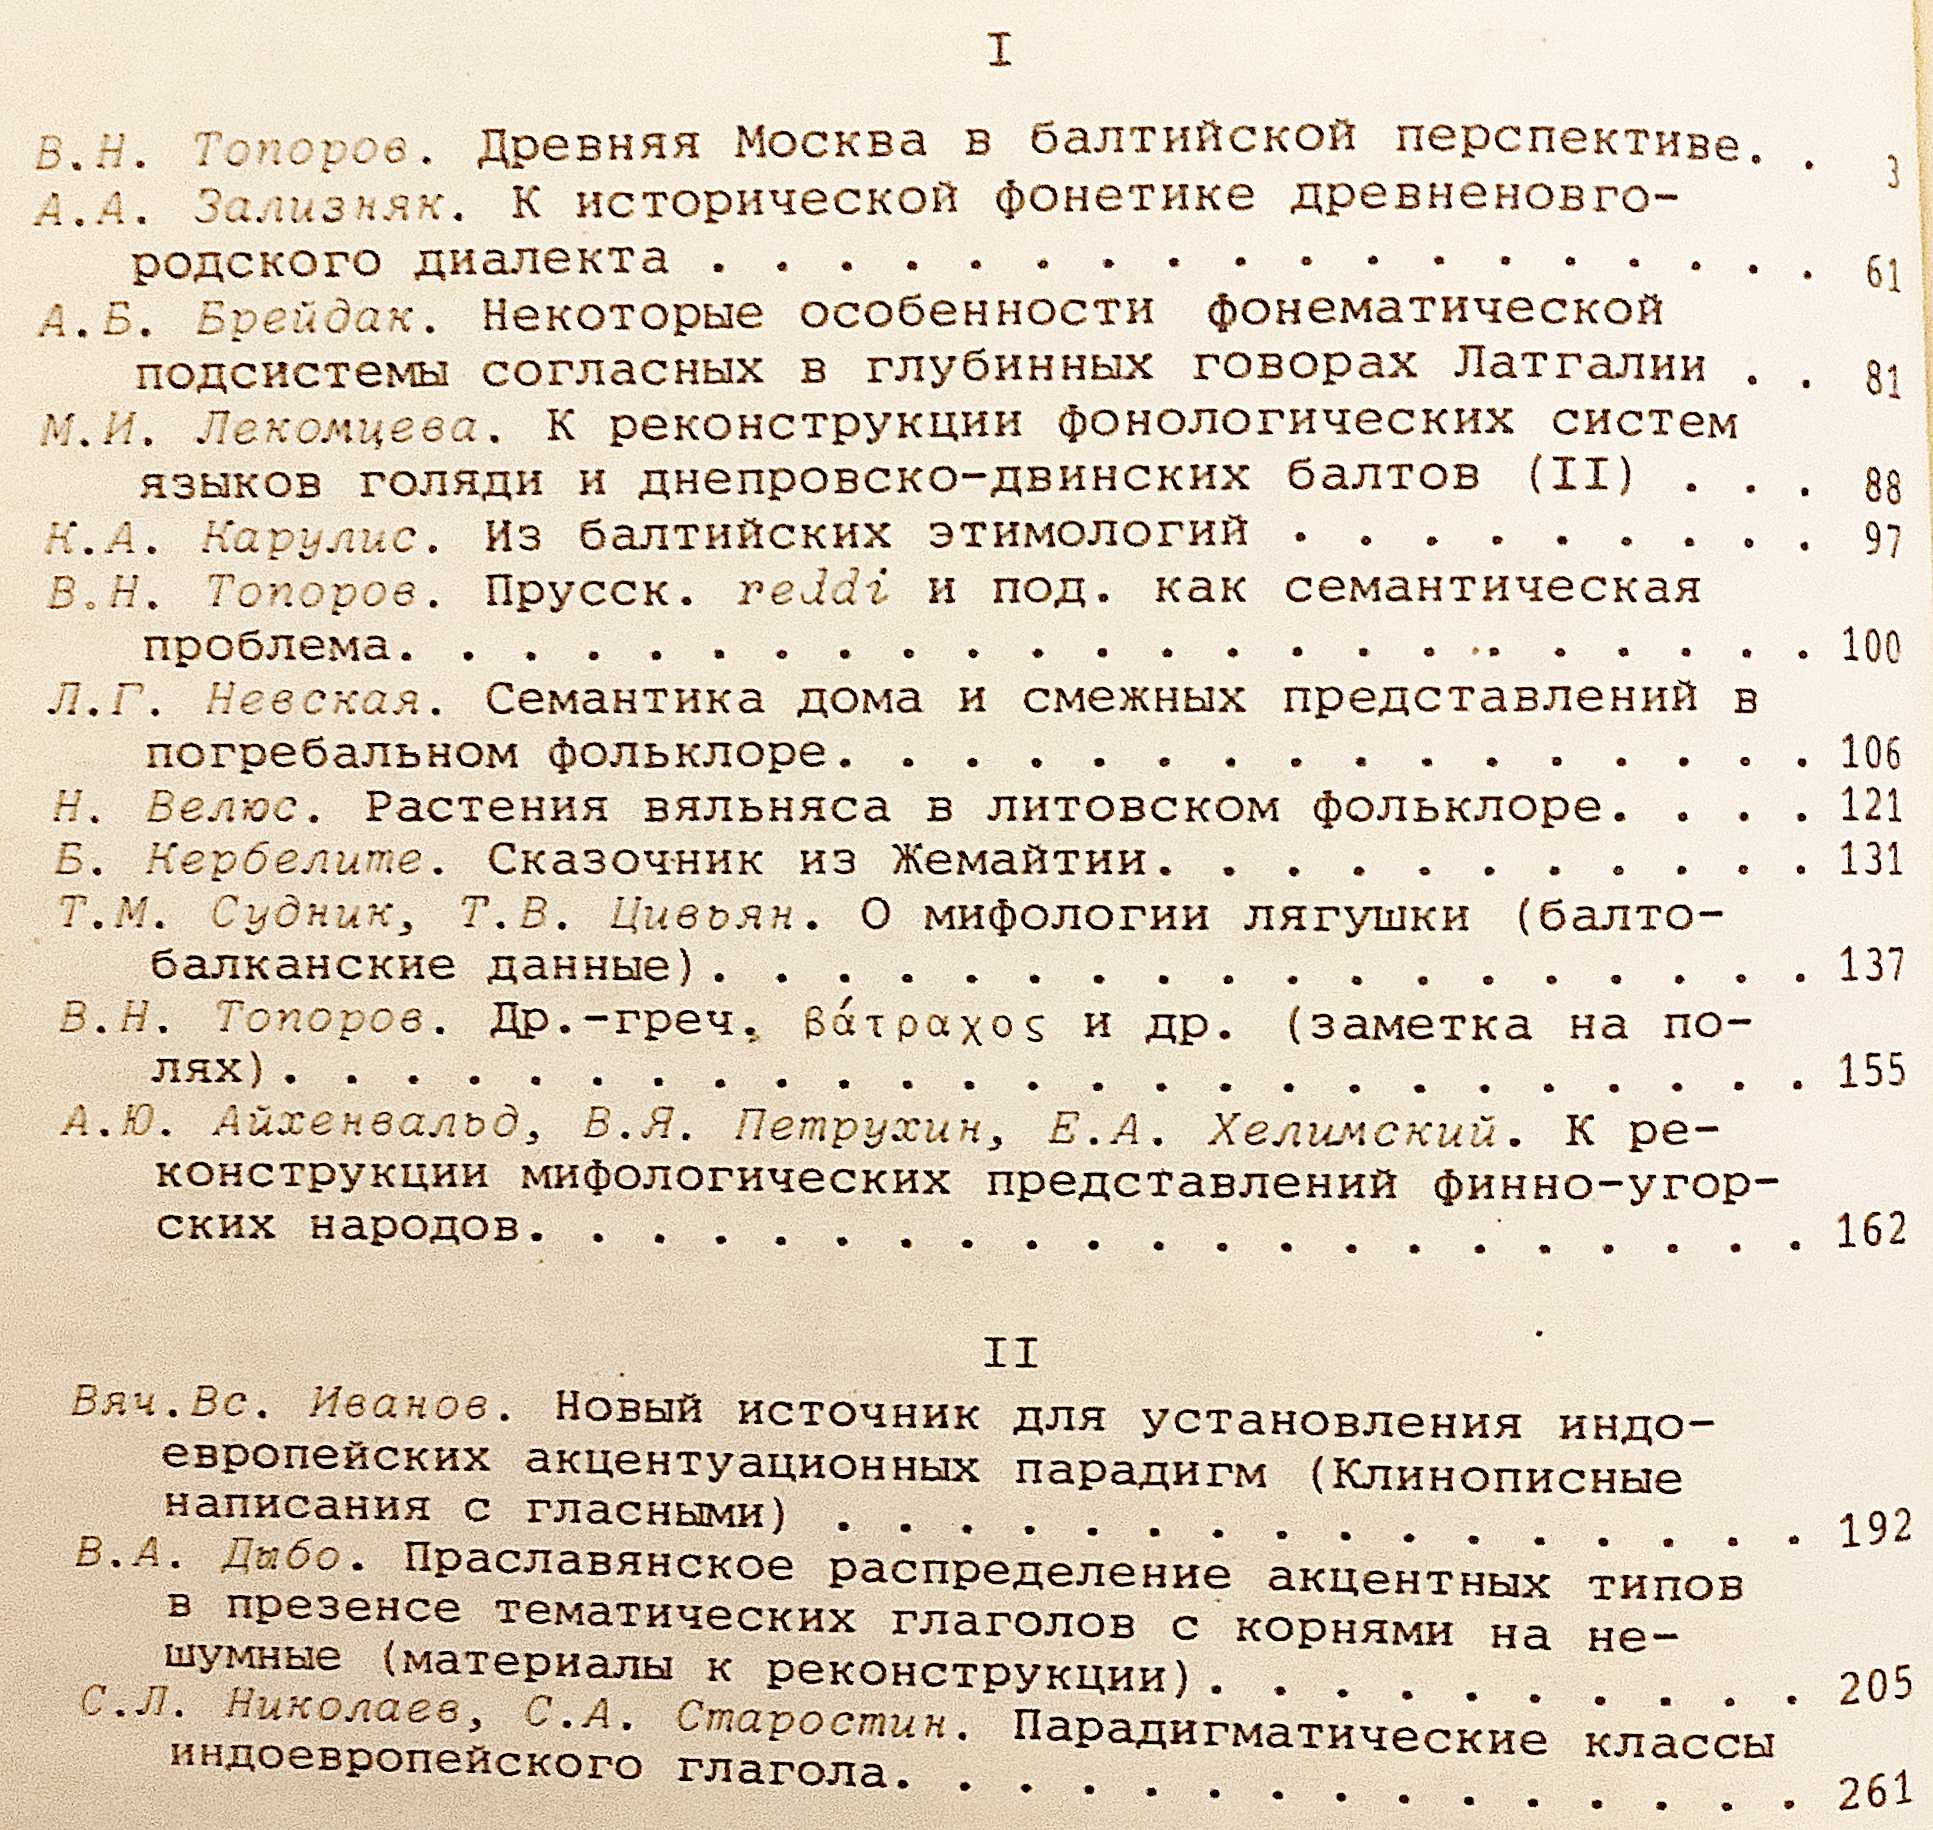 I
В.Н. Топоров. Древняя Москва в балтийской перспективе. . 3
А.А. Зализняк. К исторической фонетике древненовго-
родского диалекта . . . . . . . . . . . . . . . . . . 61
А.Б. Брейдак. Некоторые особенности фонематической
подсистемы согласных в глубинных говорах Латгалии . . 81
М.И. Лекомцева. К реконструкции фонологических систем
языков голяди и днепровско-двинских балтов (II) . . . 88
К.А. Карулис. Из балтийских этимологий . . . . . . . . . 97
В.Н. Топоров. Прусск. reddi и под. как семантическая
проблема. . . . . . . . . . . . . . . . . . . . . . . 100
Л.Г. Невская. Семантика дома и смежных представлений в
погребальном фольклоре. . . . . . . . . . . . . . . . 106
Н. Велюс. Растения вяльняса в литовском фольклоре. . . . 121
Б. Кербелите. Сказочник из Жемайтии. . . . . . . . . . . 131
Т.М. Судник, Т.В. Цивьян. О мифологии лягушки (балто-
балканские данные). . . . . . . . . . . . . . . . . . 137
В.Н. Топоров. Др.-греч. βάτραχος и др. (заметка на по-
лях). . . . . . . . . . . . . . . . . . . . . . . . . 155
А.Ю. Айхенвальд, В.Я. Петрухин, Е.А. Хелимский. К ре-
конструкции мифологических представлений финно-угор-
ских народов. . . . . . . . . . . . . . . . . . . . . 162
II
Вяч.Вс. Иванов. Новый источник для установления индо-
европейских акцентуационных парадигм (Клинописные
написания с гласными) . . . . . . . . . . . . . . . . 192
В.А. Дыбо. Праславянское распределение акцентных типов
в презенсе тематических глаголов с корнями на не-
шумные (материалы к реконструкции). . . . . . . . . . 205
С.Л. Николаев, С.А. Старостин. Парадигматические классы
индоевропейского глагола. . . . . . . . . . . . . . . 261